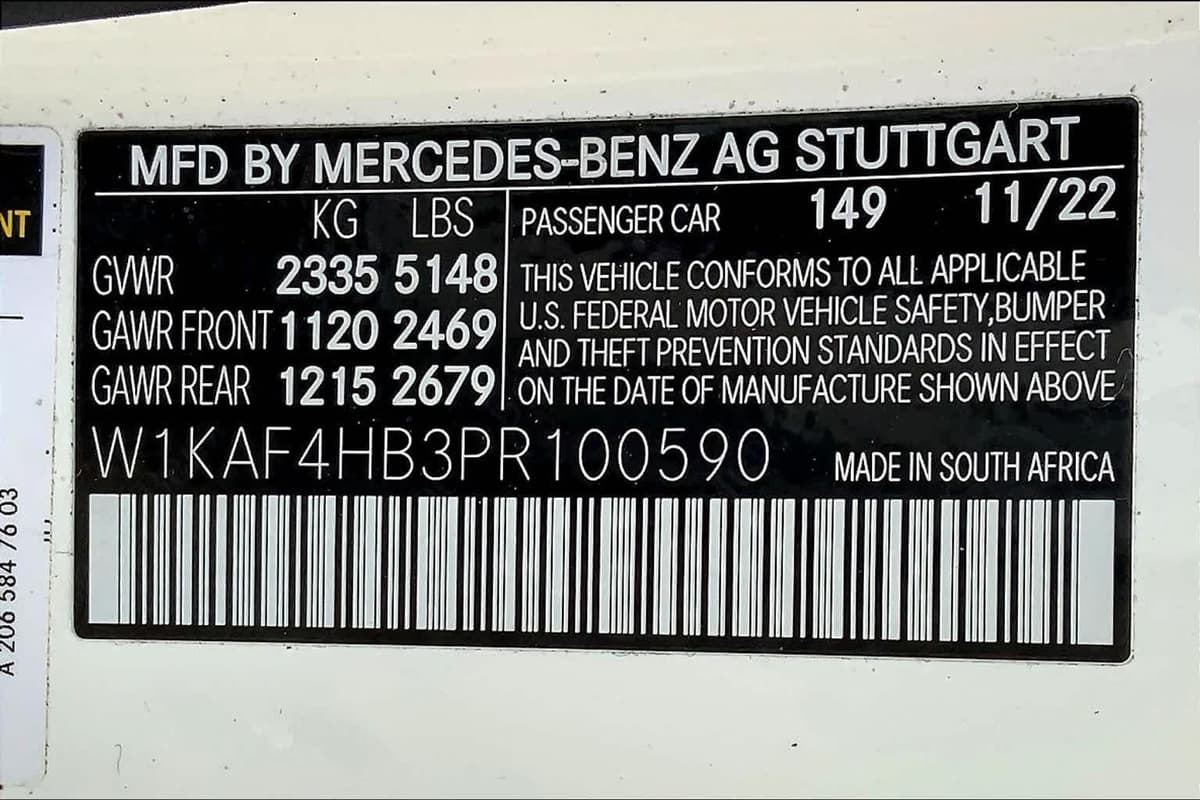 MFD BY MERCEDES-BENZ AG STUTTGART
KG LBS
GVWR 2335 5148
GAWR FRONT 1120 2469
GAWR REAR 1215 2679
PASSENGER CAR 149 11/22
THIS VEHICLE CONFORMS TO ALL APPLICABLE
U.S. FEDERAL MOTOR VEHICLE SAFETY,BUMPER
AND THEFT PREVENTION STANDARDS IN EFFECT
ON THE DATE OF MANUFACTURE SHOWN ABOVE
W1KAF4HB3PR100590 MADE IN SOUTH AFRICA
NT
A 206 584 76 03